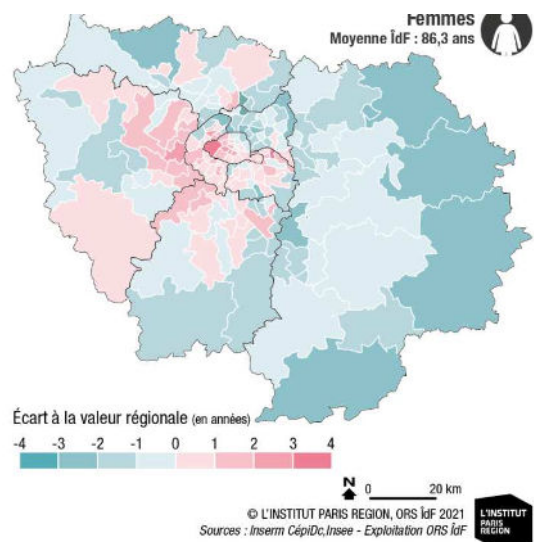 Femmes
Moyenne ÎdF : 86,3 ans
Écart à la valeur régionale (en années)
-4 -3 -2 -1 0 1 2 3 4
N
0 20 km
© L'INSTITUT PARIS REGION, ORS ÎdF 2021
Sources : Inserm CépiDc,Insee - Exploitation ORS ÎdF
L'INSTITUT
PARIS
REGION